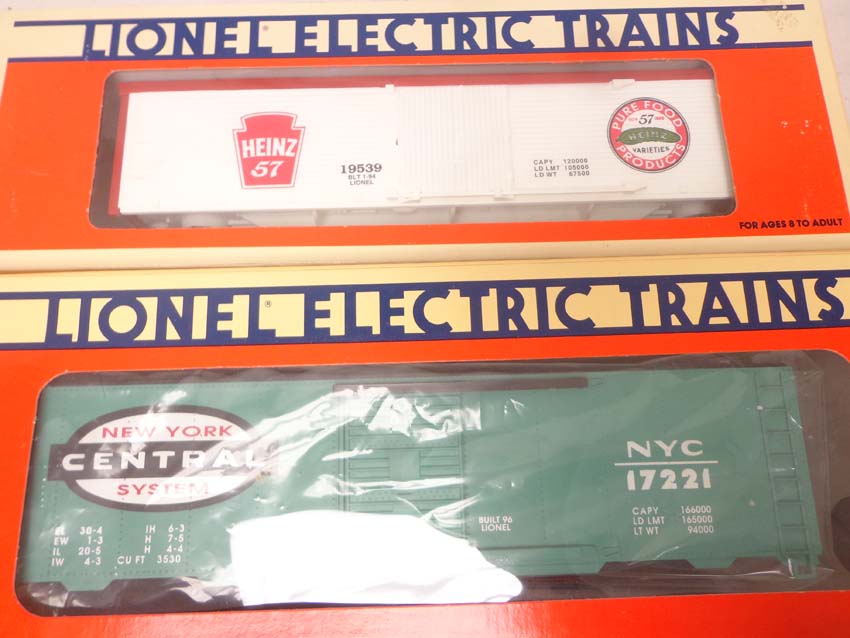 LIONEL ELECTRIC TRAINS
HEINZ
57
19539
BLT 1-94
LIONEL
CAPY 120000
LD LMT 105000
LD WT 67500
PURE FOOD
57
HEINZ
VARIETIES
PRODUCTS
FOR AGES 8 TO ADULT
LIONEL® ELECTRIC TRAINS
NEW YORK
CENTRAL
SYSTEM
EL 38-4 IH 6-3
EW 1-3 H 7-5
IL 20-5 H 4-4
IW 4-3 CU FT 3530
BUILT 96
LIONEL
NYC
17221
CAPY 166000
LD LMT 165000
LT WT 94000